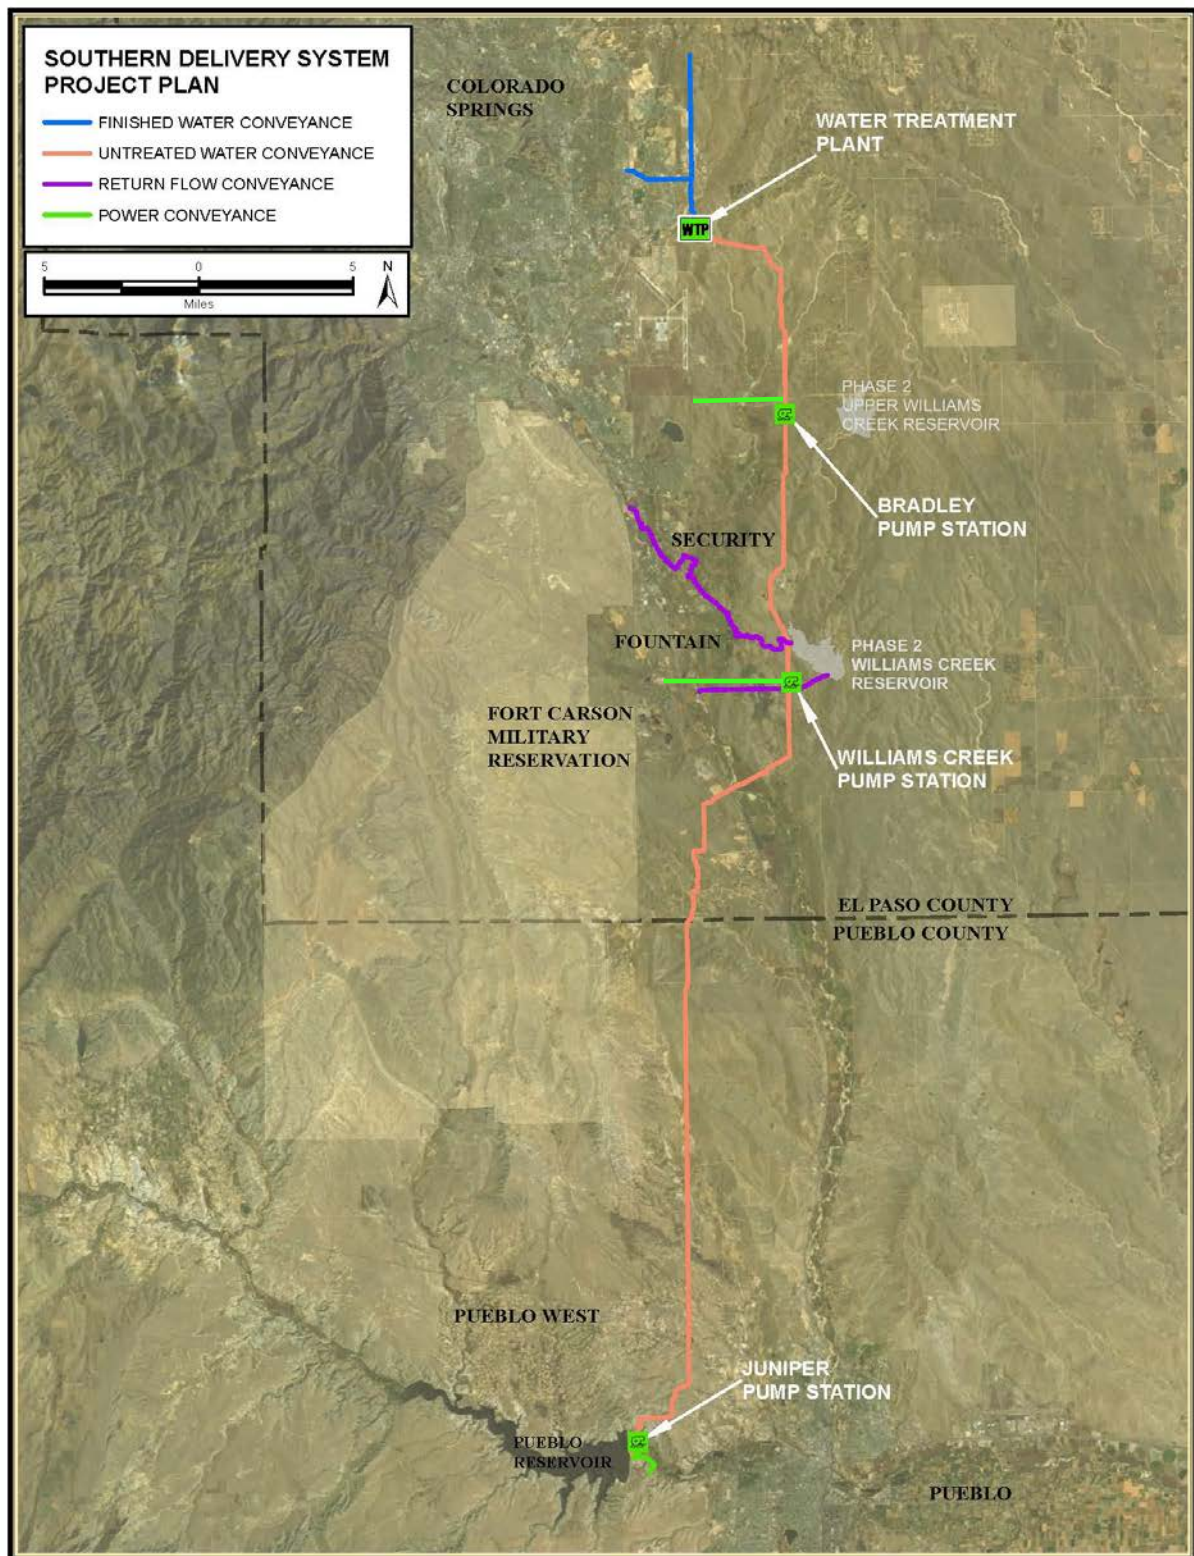 SOUTHERN DELIVERY SYSTEM
PROJECT PLAN
FINISHED WATER CONVEYANCE
UNTREATED WATER CONVEYANCE
RETURN FLOW CONVEYANCE
POWER CONVEYANCE
5 0 5
Miles
N
COLORADO
SPRINGS
WATER TREATMENT
PLANT
WTP
PHASE 2
UPPER WILLIAMS
CREEK RESERVOIR
BRADLEY
PUMP STATION
SECURITY
FOUNTAIN
PHASE 2
WILLIAMS CREEK
RESERVOIR
FORT CARSON
MILITARY
RESERVATION
WILLIAMS CREEK
PUMP STATION
EL PASO COUNTY
PUEBLO COUNTY
PUEBLO WEST
JUNIPER
PUMP STATION
PUEBLO
RESERVOIR
PUEBLO